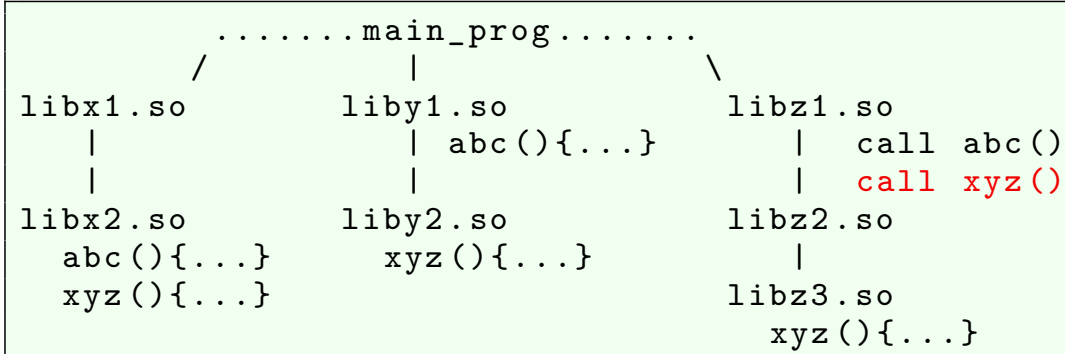 .......main_prog.......
/ | \
libx1.so liby1.so libz1.so
| | abc(){...} | call abc()
| | | call xyz()
libx2.so liby2.so libz2.so
abc(){...} xyz(){...} |
xyz(){...} libz3.so
xyz(){...}